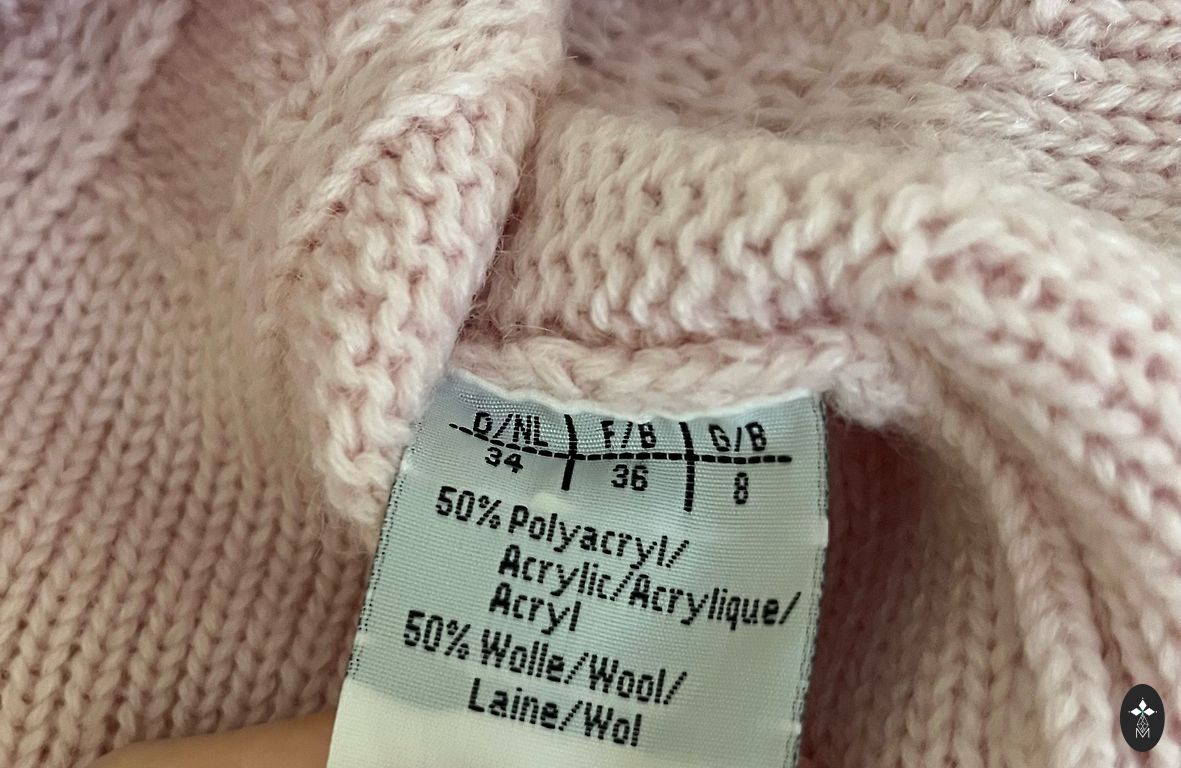 D/NL F/B G/B
34 36 8
50% Polyacryl/
Acrylic/Acrylique/
Acryl
50% Wolle/Wool/
Laine/Wol
M